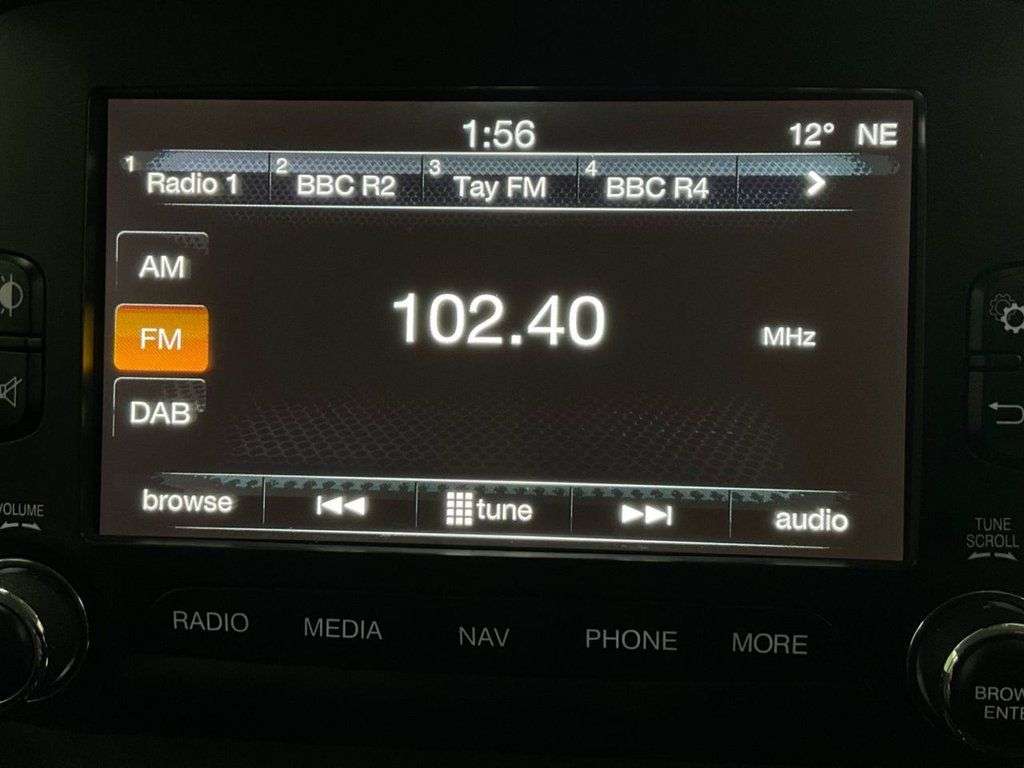 1:56 12° NE
1 Radio 1 2 BBC R2 3 Tay FM 4 BBC R4 >
AM
102.40 MHz
FM
DAB
browse tune audio
VOLUME
TUNE
SCROLL
RADIO MEDIA NAV PHONE MORE